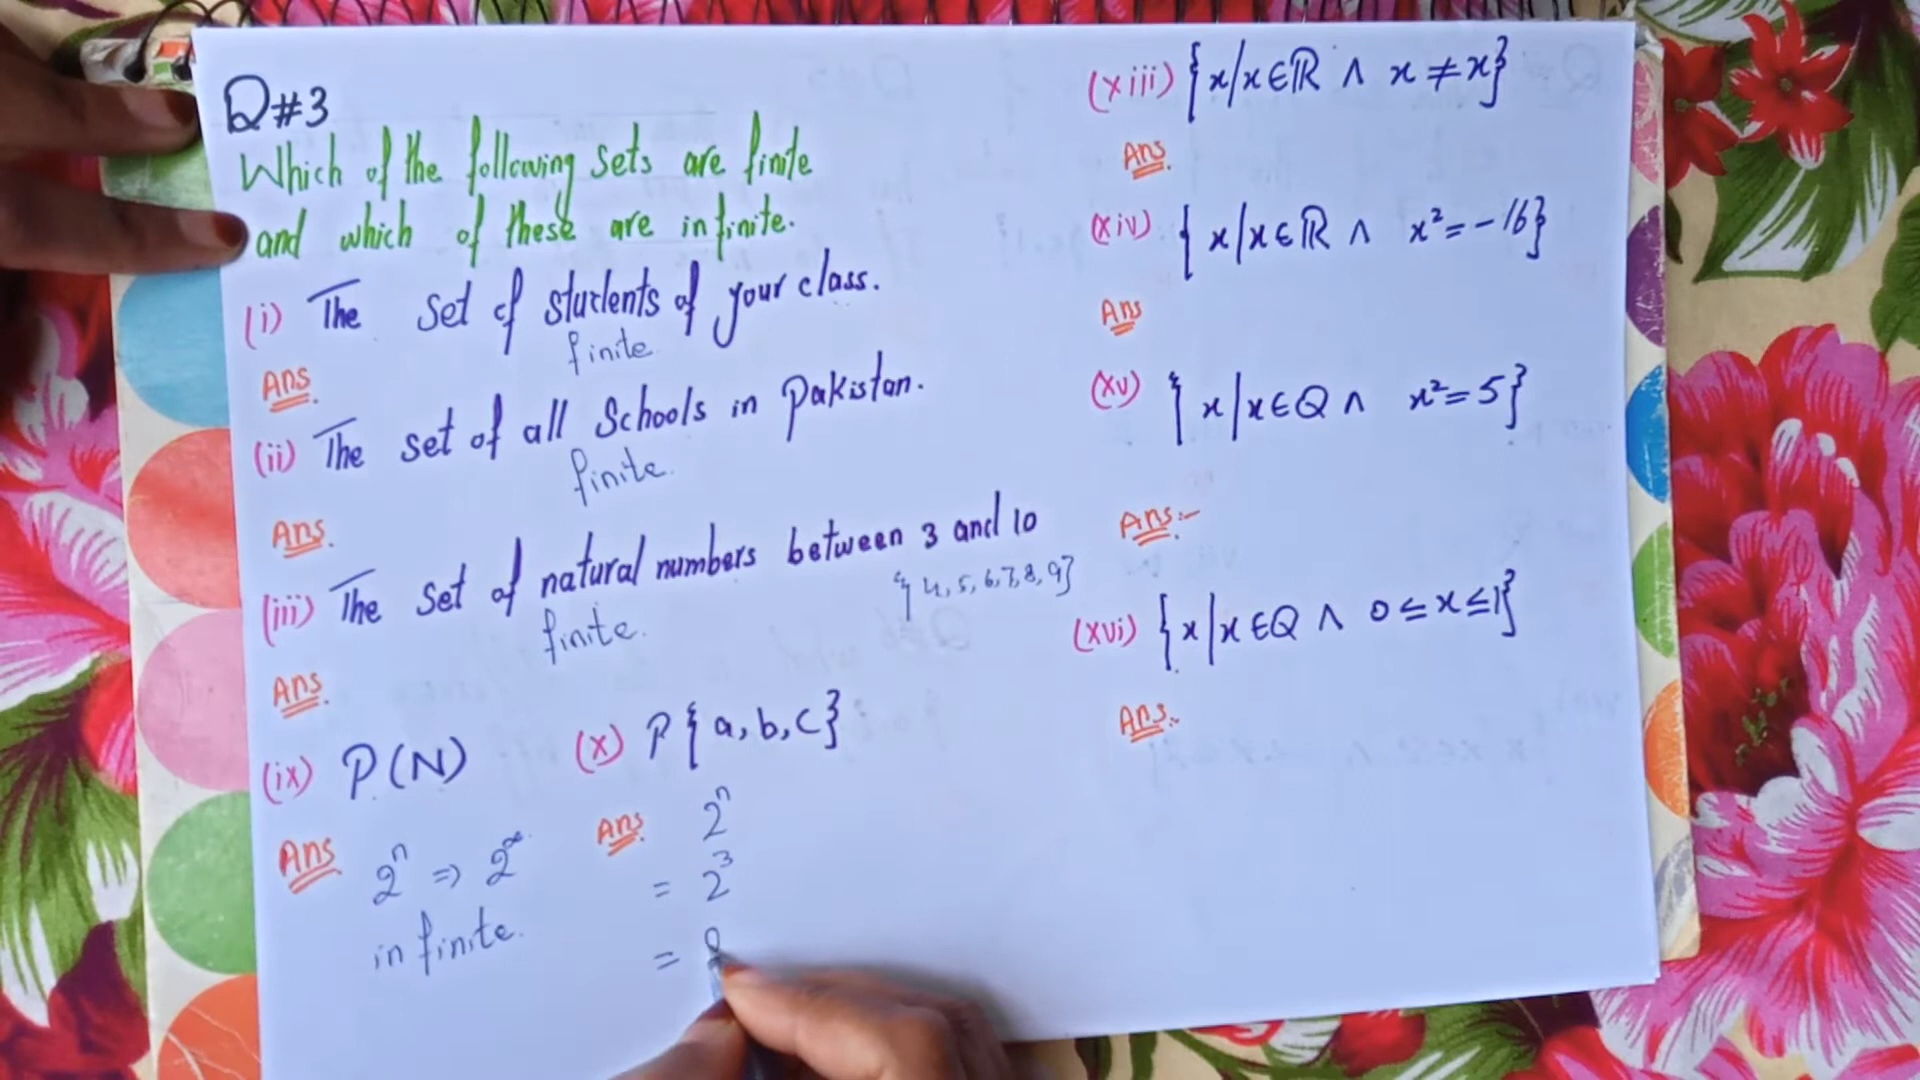 Q#3
Which of the following sets are finite
and which of these are infinite.
(i) The set of students of your class.
finite
Ans.
(ii) The set of all Schools in Pakistan.
finite.
Ans.
(iii) The set of natural numbers between 3 and 10
{4,5,6,7,8,9}
finite.
Ans.
(ix) P(N)
Ans
2ⁿ ⇒ 2^∞
infinite.
(x) P{a,b,c}
Ans.
2ⁿ
= 2³
=
(xiii) {x/x∈ℝ ∧ x≠x}
Ans.
(xiv) {x/x∈ℝ ∧ x²=-16}
Ans
(xv) {x/x∈Q ∧ x²=5}
Ans:-
(xvi) {x/x∈Q ∧ 0≤x≤1}
Ans:-